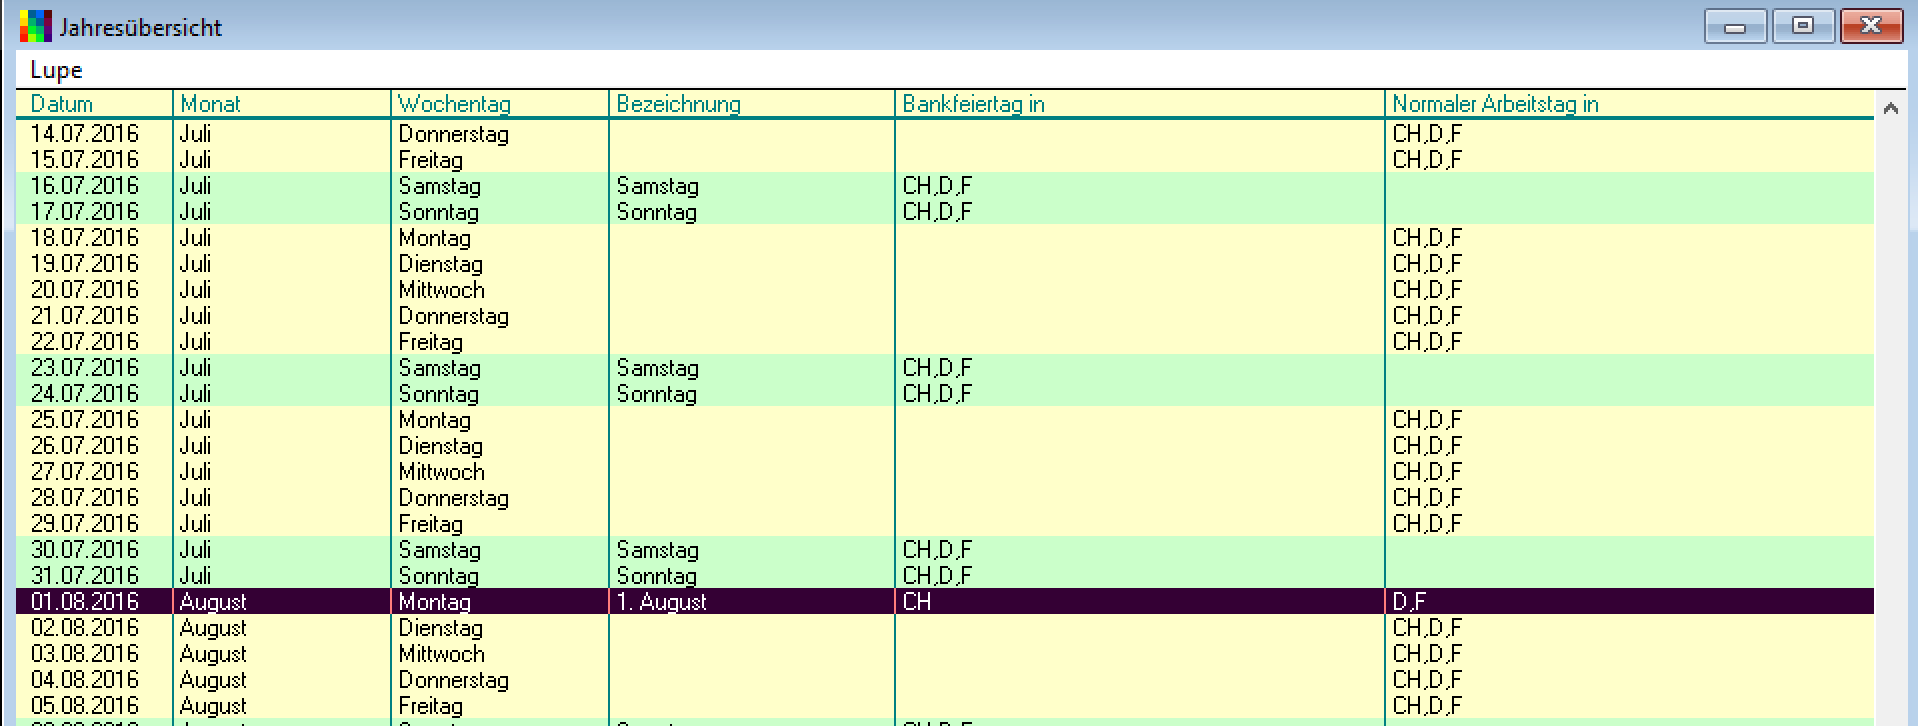 Jahresübersicht
Lupe
Datum Monat Wochentag Bezeichnung Bankfeiertag in Normaler Arbeitstag in
14.07.2016 Juli Donnerstag CH,D,F
15.07.2016 Juli Freitag CH,D,F
16.07.2016 Juli Samstag Samstag CH,D,F
17.07.2016 Juli Sonntag Sonntag CH,D,F
18.07.2016 Juli Montag CH,D,F
19.07.2016 Juli Dienstag CH,D,F
20.07.2016 Juli Mittwoch CH,D,F
21.07.2016 Juli Donnerstag CH,D,F
22.07.2016 Juli Freitag CH,D,F
23.07.2016 Juli Samstag Samstag CH,D,F
24.07.2016 Juli Sonntag Sonntag CH,D,F
25.07.2016 Juli Montag CH,D,F
26.07.2016 Juli Dienstag CH,D,F
27.07.2016 Juli Mittwoch CH,D,F
28.07.2016 Juli Donnerstag CH,D,F
29.07.2016 Juli Freitag CH,D,F
30.07.2016 Juli Samstag Samstag CH,D,F
31.07.2016 Juli Sonntag Sonntag CH,D,F
01.08.2016 August Montag 1. August CH D,F
02.08.2016 August Dienstag CH,D,F
03.08.2016 August Mittwoch CH,D,F
04.08.2016 August Donnerstag CH,D,F
05.08.2016 August Freitag CH,D,F